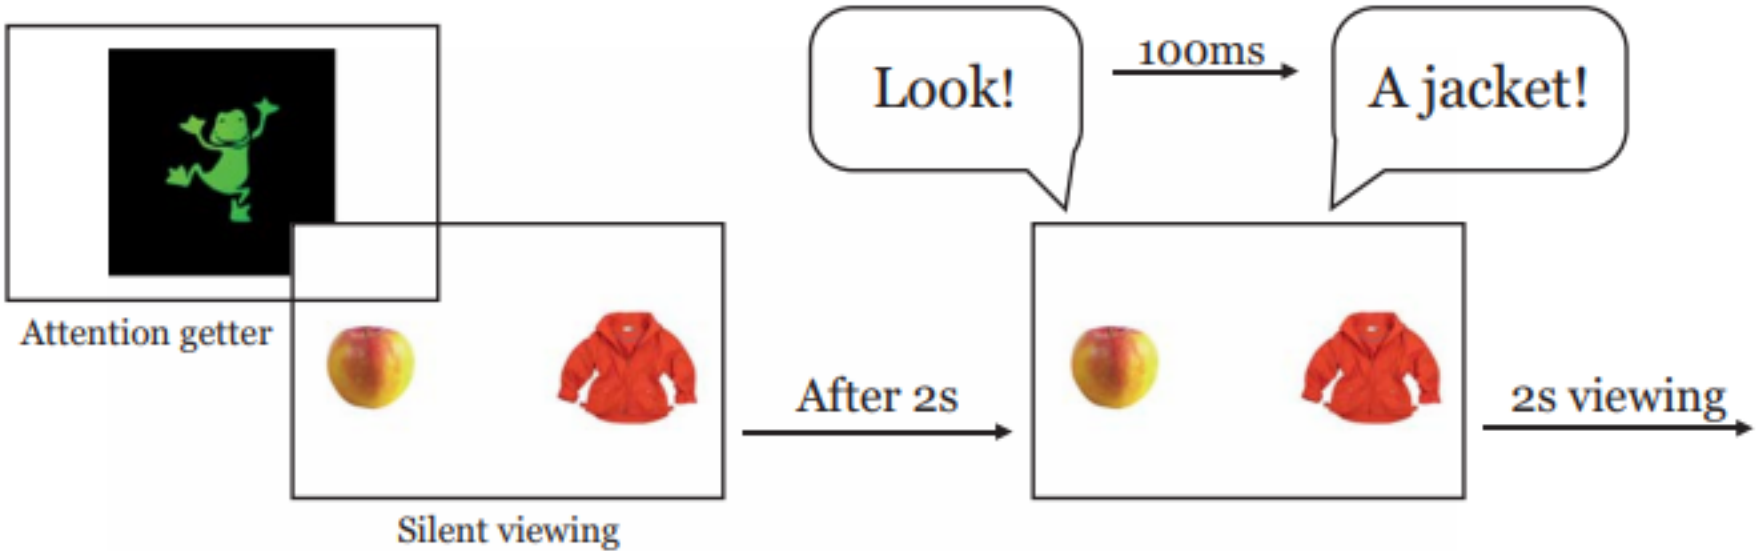 Attention getter
Silent viewing
After 2s
Look!
100ms
A jacket!
2s viewing